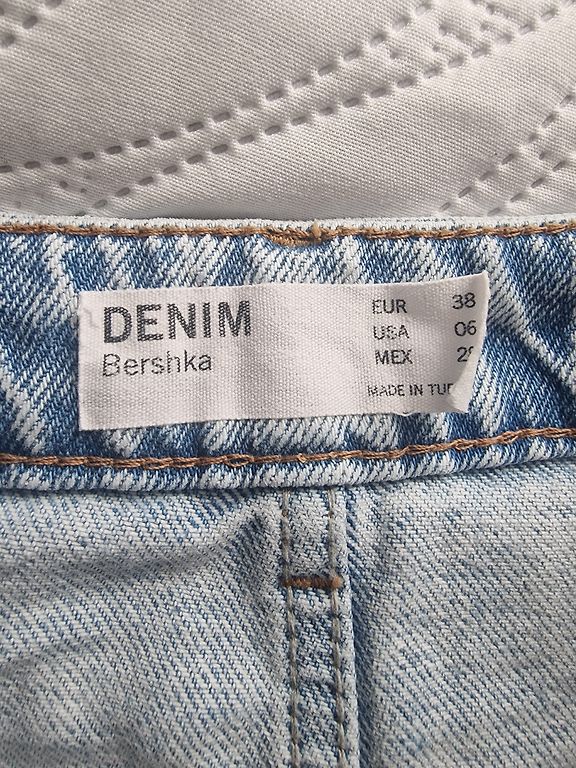 DENIM
Bershka
EUR 38
USA 06
MEX
MADE IN